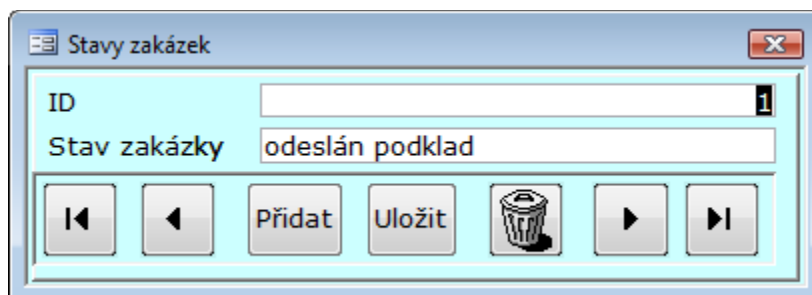 Stavy zakázek
ID 1
Stav zakázky odeslán podklad
Přidat Uložit